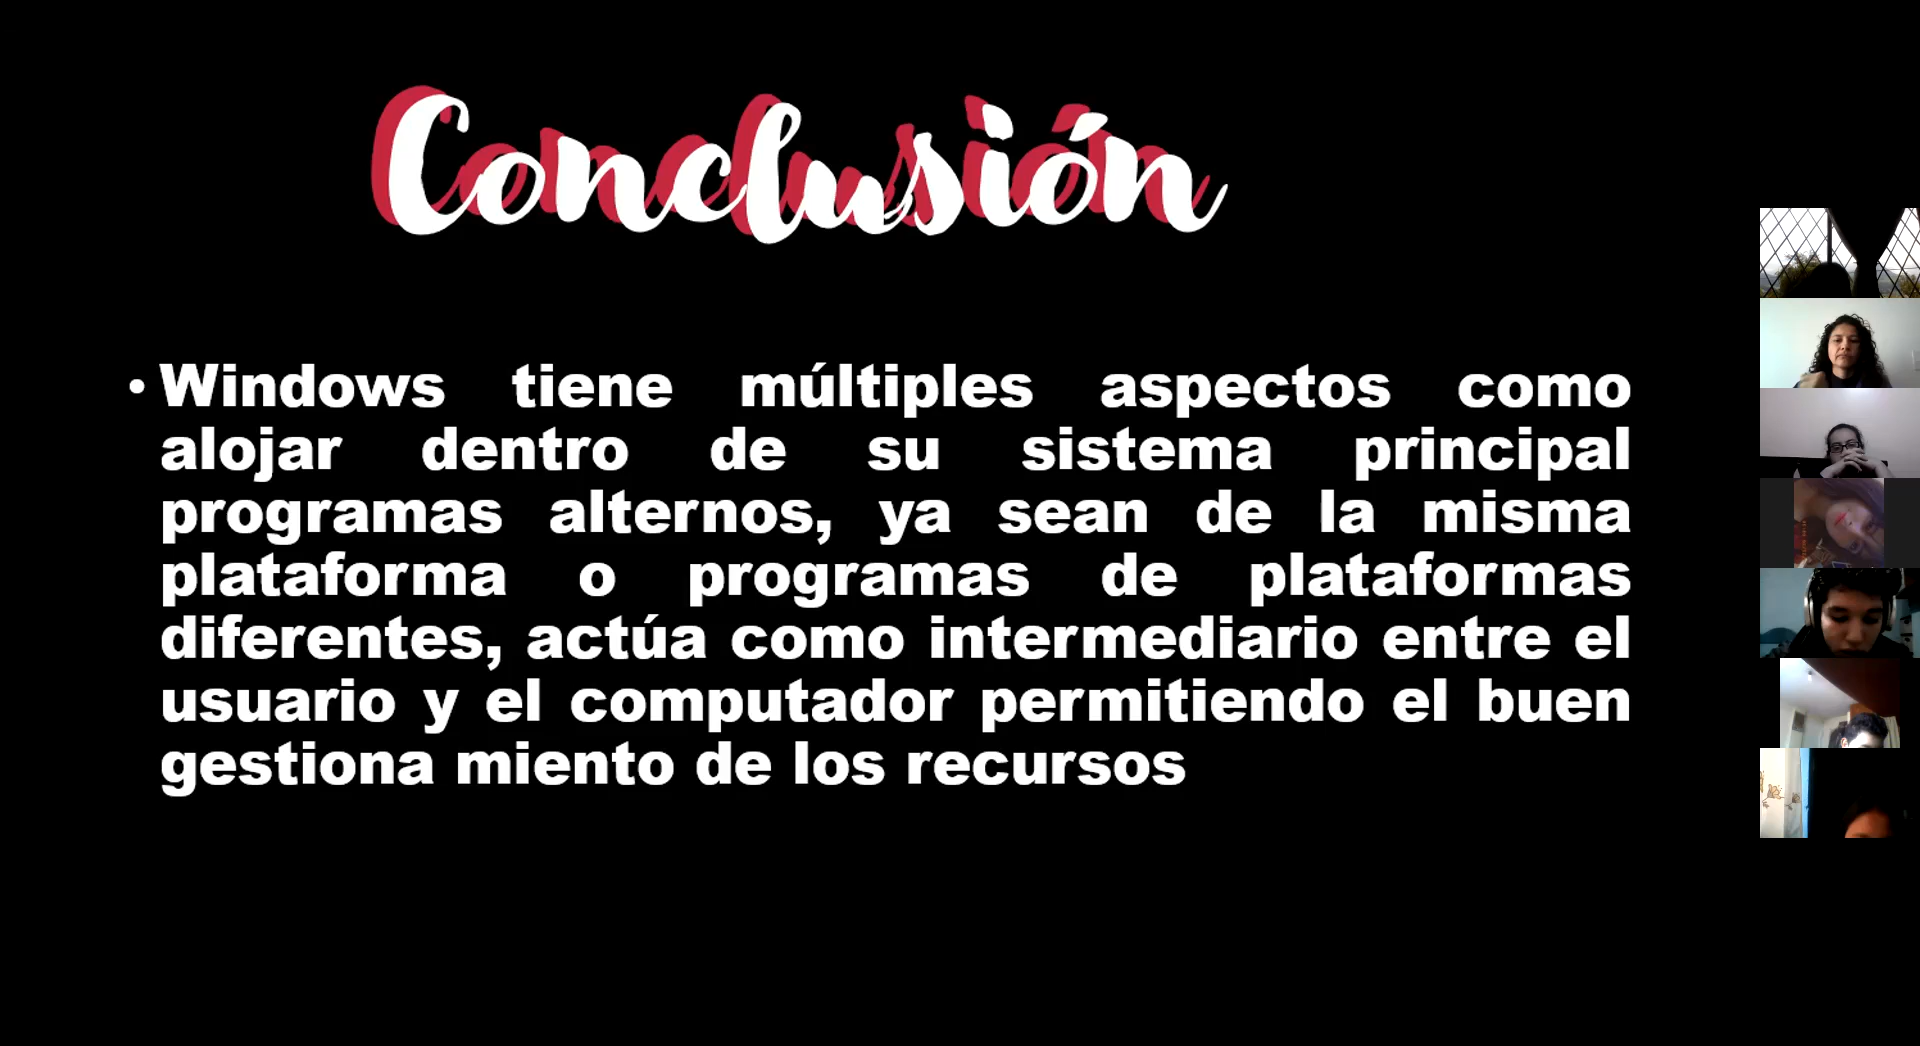 Conclusión
• Windows tiene múltiples aspectos como
alojar dentro de su sistema principal
programas alternos, ya sean de la misma
plataforma o programas de plataformas
diferentes, actúa como intermediario entre el
usuario y el computador permitiendo el buen
gestiona miento de los recursos